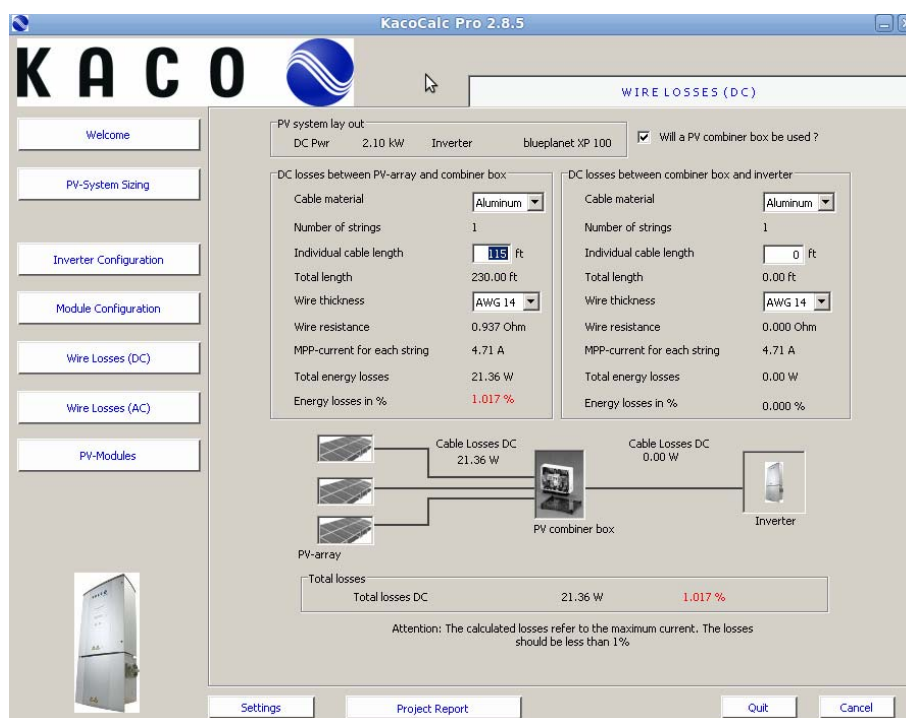 KacoCalc Pro 2.8.5
KACO
WIRE LOSSES (DC)
Welcome
PV-System Sizing
Inverter Configuration
Module Configuration
Wire Losses (DC)
Wire Losses (AC)
PV-Modules
PV system lay out
DC Pwr 2.10 kW Inverter blueplanet XP 100
Will a PV combiner box be used ?
DC losses between PV-array and combiner box
Cable material Aluminum
Number of strings 1
Individual cable length 115 ft
Total length 230.00 ft
Wire thickness AWG 14
Wire resistance 0.937 Ohm
MPP-current for each string 4.71 A
Total energy losses 21.36 W
Energy losses in % 1.017 %
DC losses between combiner box and inverter
Cable material Aluminum
Number of strings 1
Individual cable length 0 ft
Total length 0.00 ft
Wire thickness AWG 14
Wire resistance 0.000 Ohm
MPP-current for each string 4.71 A
Total energy losses 0.00 W
Energy losses in % 0.000 %
Cable Losses DC
21.36 W
Cable Losses DC
0.00 W
PV-array
PV combiner box
Inverter
Total losses
Total losses DC 21.36 W 1.017 %
Attention: The calculated losses refer to the maximum current. The losses
should be less than 1%
Settings
Project Report
Quit
Cancel